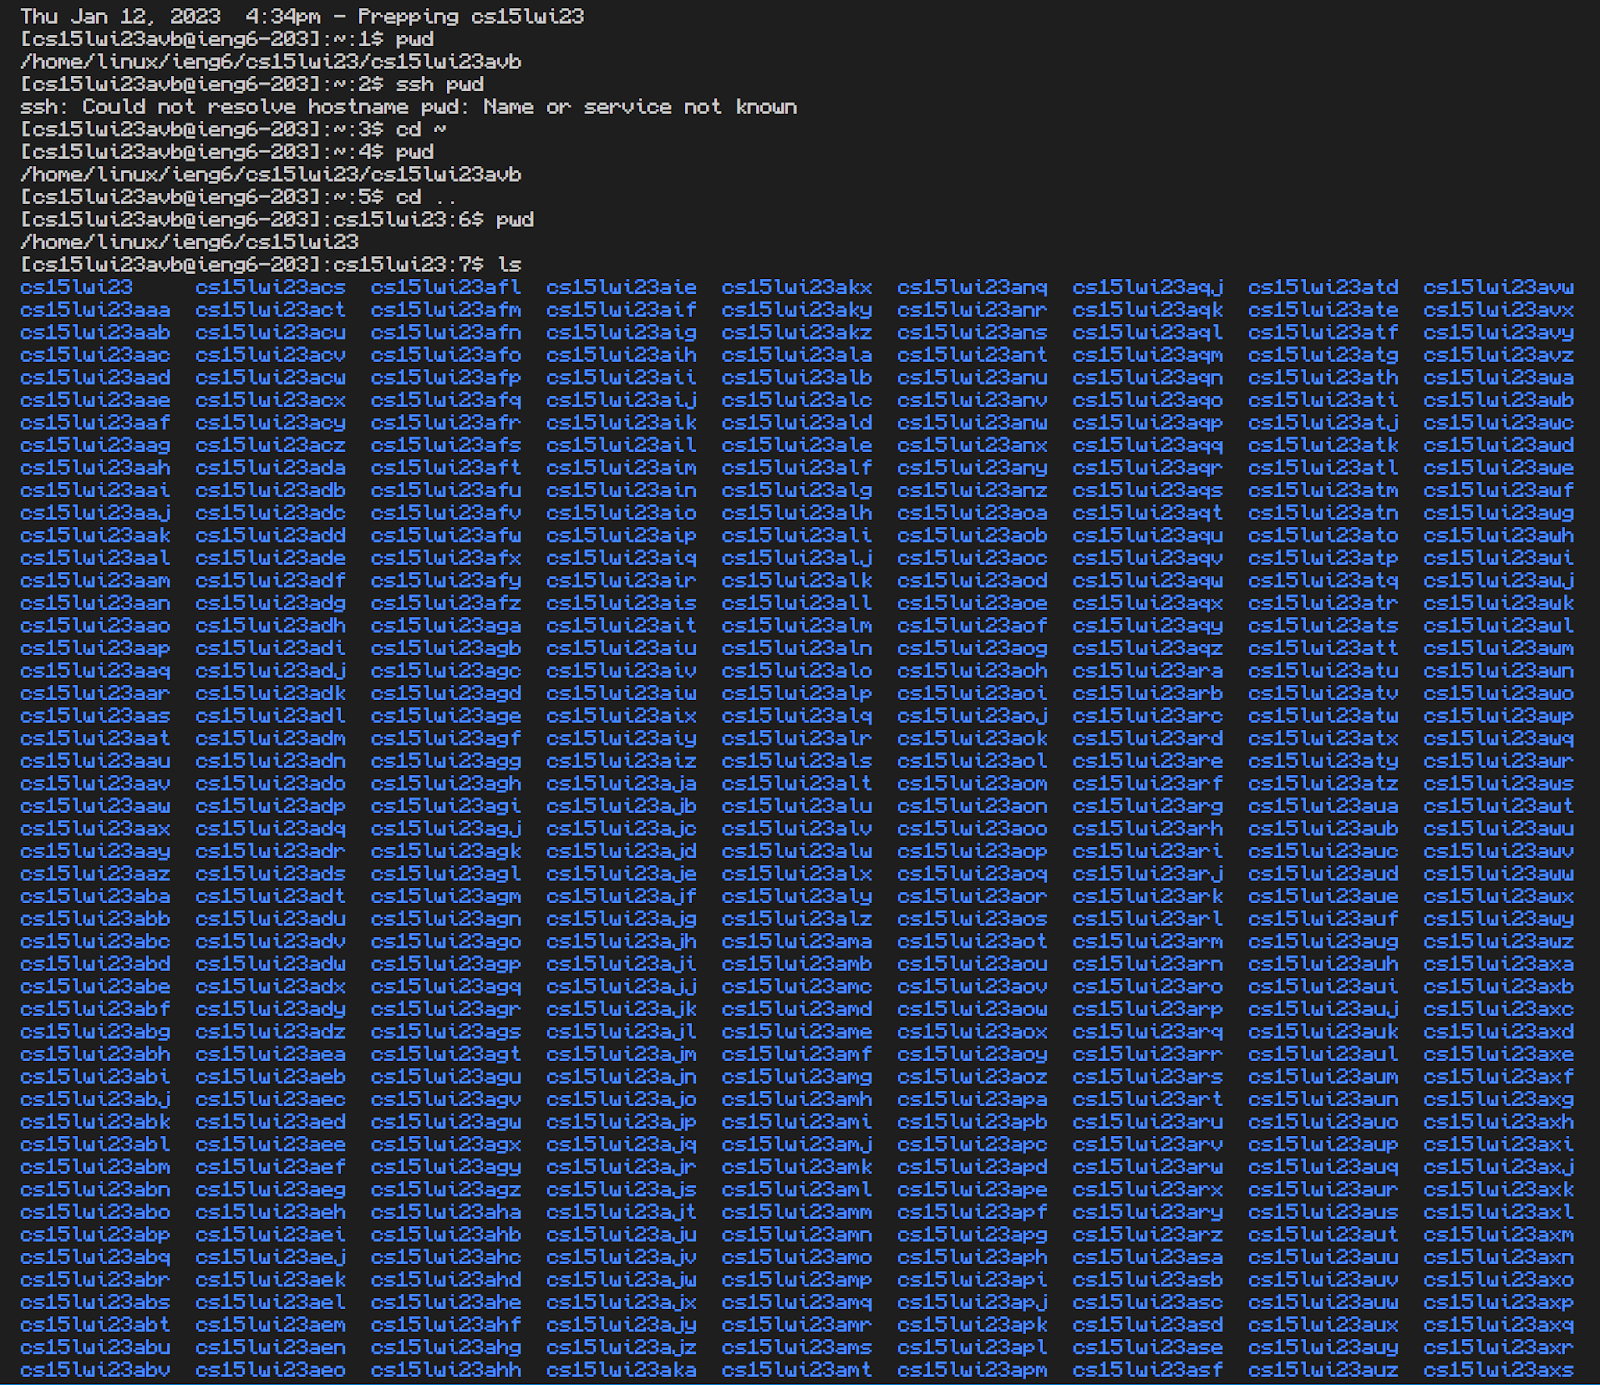 Thu Jan 12, 2023  4:34pm - Prepping cs15lwi23
[cs15lwi23avb@ieng6-203]:~:1$ pwd
/home/linux/ieng6/cs15lwi23/cs15lwi23avb
[cs15lwi23avb@ieng6-203]:~:2$ ssh pwd
ssh: Could not resolve hostname pwd: Name or service not known
[cs15lwi23avb@ieng6-203]:~:3$ cd ~
[cs15lwi23avb@ieng6-203]:~:4$ pwd
/home/linux/ieng6/cs15lwi23/cs15lwi23avb
[cs15lwi23avb@ieng6-203]:~:5$ cd ..
[cs15lwi23avb@ieng6-203]:cs15lwi23:6$ pwd
/home/linux/ieng6/cs15lwi23
[cs15lwi23avb@ieng6-203]:cs15lwi23:7$ ls
cs15lwi23     cs15lwi23acs  cs15lwi23afl  cs15lwi23aie  cs15lwi23akx  cs15lwi23anq  cs15lwi23aqj  cs15lwi23atd  cs15lwi23avw
cs15lwi23aaa  cs15lwi23act  cs15lwi23afm  cs15lwi23aif  cs15lwi23aky  cs15lwi23anr  cs15lwi23aqk  cs15lwi23ate  cs15lwi23avx
cs15lwi23aab  cs15lwi23acu  cs15lwi23afn  cs15lwi23aig  cs15lwi23akz  cs15lwi23ans  cs15lwi23aql  cs15lwi23atf  cs15lwi23avy
cs15lwi23aac  cs15lwi23acv  cs15lwi23afo  cs15lwi23aih  cs15lwi23ala  cs15lwi23ant  cs15lwi23aqm  cs15lwi23atg  cs15lwi23avz
cs15lwi23aad  cs15lwi23acw  cs15lwi23afp  cs15lwi23aii  cs15lwi23alb  cs15lwi23anu  cs15lwi23aqn  cs15lwi23ath  cs15lwi23awa
cs15lwi23aae  cs15lwi23acx  cs15lwi23afq  cs15lwi23aij  cs15lwi23alc  cs15lwi23anv  cs15lwi23aqo  cs15lwi23ati  cs15lwi23awb
cs15lwi23aaf  cs15lwi23acy  cs15lwi23afr  cs15lwi23aik  cs15lwi23ald  cs15lwi23anw  cs15lwi23aqp  cs15lwi23atj  cs15lwi23awc
cs15lwi23aag  cs15lwi23acz  cs15lwi23afs  cs15lwi23ail  cs15lwi23ale  cs15lwi23anx  cs15lwi23aqq  cs15lwi23atk  cs15lwi23awd
cs15lwi23aah  cs15lwi23ada  cs15lwi23aft  cs15lwi23aim  cs15lwi23alf  cs15lwi23any  cs15lwi23aqr  cs15lwi23atl  cs15lwi23awe
cs15lwi23aai  cs15lwi23adb  cs15lwi23afu  cs15lwi23ain  cs15lwi23alg  cs15lwi23anz  cs15lwi23aqs  cs15lwi23atm  cs15lwi23awf
cs15lwi23aaj  cs15lwi23adc  cs15lwi23afv  cs15lwi23aio  cs15lwi23alh  cs15lwi23aoa  cs15lwi23aqt  cs15lwi23atn  cs15lwi23awg
cs15lwi23aak  cs15lwi23add  cs15lwi23afw  cs15lwi23aip  cs15lwi23ali  cs15lwi23aob  cs15lwi23aqu  cs15lwi23ato  cs15lwi23awh
cs15lwi23aal  cs15lwi23ade  cs15lwi23afx  cs15lwi23aiq  cs15lwi23alj  cs15lwi23aoc  cs15lwi23aqv  cs15lwi23atp  cs15lwi23awi
cs15lwi23aam  cs15lwi23adf  cs15lwi23afy  cs15lwi23air  cs15lwi23alk  cs15lwi23aod  cs15lwi23aqw  cs15lwi23atq  cs15lwi23awj
cs15lwi23aan  cs15lwi23adg  cs15lwi23afz  cs15lwi23ais  cs15lwi23all  cs15lwi23aoe  cs15lwi23aqx  cs15lwi23atr  cs15lwi23awk
cs15lwi23aao  cs15lwi23adh  cs15lwi23aga  cs15lwi23ait  cs15lwi23alm  cs15lwi23aof  cs15lwi23aqy  cs15lwi23ats  cs15lwi23awl
cs15lwi23aap  cs15lwi23adi  cs15lwi23agb  cs15lwi23aiu  cs15lwi23aln  cs15lwi23aog  cs15lwi23aqz  cs15lwi23att  cs15lwi23awm
cs15lwi23aaq  cs15lwi23adj  cs15lwi23agc  cs15lwi23aiv  cs15lwi23alo  cs15lwi23aoh  cs15lwi23ara  cs15lwi23atu  cs15lwi23awn
cs15lwi23aar  cs15lwi23adk  cs15lwi23agd  cs15lwi23aiw  cs15lwi23alp  cs15lwi23aoi  cs15lwi23arb  cs15lwi23atv  cs15lwi23awo
cs15lwi23aas  cs15lwi23adl  cs15lwi23age  cs15lwi23aix  cs15lwi23alq  cs15lwi23aoj  cs15lwi23arc  cs15lwi23atw  cs15lwi23awp
cs15lwi23aat  cs15lwi23adm  cs15lwi23agf  cs15lwi23aiy  cs15lwi23alr  cs15lwi23aok  cs15lwi23ard  cs15lwi23atx  cs15lwi23awq
cs15lwi23aau  cs15lwi23adn  cs15lwi23agg  cs15lwi23aiz  cs15lwi23als  cs15lwi23aol  cs15lwi23are  cs15lwi23aty  cs15lwi23awr
cs15lwi23aav  cs15lwi23ado  cs15lwi23agh  cs15lwi23aja  cs15lwi23alt  cs15lwi23aom  cs15lwi23arf  cs15lwi23atz  cs15lwi23aws
cs15lwi23aaw  cs15lwi23adp  cs15lwi23agi  cs15lwi23ajb  cs15lwi23alu  cs15lwi23aon  cs15lwi23arg  cs15lwi23aua  cs15lwi23awt
cs15lwi23aax  cs15lwi23adq  cs15lwi23agj  cs15lwi23ajc  cs15lwi23alv  cs15lwi23aoo  cs15lwi23arh  cs15lwi23aub  cs15lwi23awu
cs15lwi23aay  cs15lwi23adr  cs15lwi23agk  cs15lwi23ajd  cs15lwi23alw  cs15lwi23aop  cs15lwi23ari  cs15lwi23auc  cs15lwi23awv
cs15lwi23aaz  cs15lwi23ads  cs15lwi23agl  cs15lwi23aje  cs15lwi23alx  cs15lwi23aoq  cs15lwi23arj  cs15lwi23aud  cs15lwi23aww
cs15lwi23aba  cs15lwi23adt  cs15lwi23agm  cs15lwi23ajf  cs15lwi23aly  cs15lwi23aor  cs15lwi23ark  cs15lwi23aue  cs15lwi23awx
cs15lwi23abb  cs15lwi23adu  cs15lwi23agn  cs15lwi23ajg  cs15lwi23alz  cs15lwi23aos  cs15lwi23arl  cs15lwi23auf  cs15lwi23awy
cs15lwi23abc  cs15lwi23adv  cs15lwi23ago  cs15lwi23ajh  cs15lwi23ama  cs15lwi23aot  cs15lwi23arm  cs15lwi23aug  cs15lwi23awz
cs15lwi23abd  cs15lwi23adw  cs15lwi23agp  cs15lwi23aji  cs15lwi23amb  cs15lwi23aou  cs15lwi23arn  cs15lwi23auh  cs15lwi23axa
cs15lwi23abe  cs15lwi23adx  cs15lwi23agq  cs15lwi23ajj  cs15lwi23amc  cs15lwi23aov  cs15lwi23aro  cs15lwi23aui  cs15lwi23axb
cs15lwi23abf  cs15lwi23ady  cs15lwi23agr  cs15lwi23ajk  cs15lwi23amd  cs15lwi23aow  cs15lwi23arp  cs15lwi23auj  cs15lwi23axc
cs15lwi23abg  cs15lwi23adz  cs15lwi23ags  cs15lwi23ajl  cs15lwi23ame  cs15lwi23aox  cs15lwi23arq  cs15lwi23auk  cs15lwi23axd
cs15lwi23abh  cs15lwi23aea  cs15lwi23agt  cs15lwi23ajm  cs15lwi23amf  cs15lwi23aoy  cs15lwi23arr  cs15lwi23aul  cs15lwi23axe
cs15lwi23abi  cs15lwi23aeb  cs15lwi23agu  cs15lwi23ajn  cs15lwi23amg  cs15lwi23aoz  cs15lwi23ars  cs15lwi23aum  cs15lwi23axf
cs15lwi23abj  cs15lwi23aec  cs15lwi23agv  cs15lwi23ajo  cs15lwi23amh  cs15lwi23apa  cs15lwi23art  cs15lwi23aun  cs15lwi23axg
cs15lwi23abk  cs15lwi23aed  cs15lwi23agw  cs15lwi23ajp  cs15lwi23ami  cs15lwi23apb  cs15lwi23aru  cs15lwi23auo  cs15lwi23axh
cs15lwi23abl  cs15lwi23aee  cs15lwi23agx  cs15lwi23ajq  cs15lwi23amj  cs15lwi23apc  cs15lwi23arv  cs15lwi23aup  cs15lwi23axi
cs15lwi23abm  cs15lwi23aef  cs15lwi23agy  cs15lwi23ajr  cs15lwi23amk  cs15lwi23apd  cs15lwi23arw  cs15lwi23auq  cs15lwi23axj
cs15lwi23abn  cs15lwi23aeg  cs15lwi23agz  cs15lwi23ajs  cs15lwi23aml  cs15lwi23ape  cs15lwi23arx  cs15lwi23aur  cs15lwi23axk
cs15lwi23abo  cs15lwi23aeh  cs15lwi23aha  cs15lwi23ajt  cs15lwi23amm  cs15lwi23apf  cs15lwi23ary  cs15lwi23aus  cs15lwi23axl
cs15lwi23abp  cs15lwi23aei  cs15lwi23ahb  cs15lwi23aju  cs15lwi23amn  cs15lwi23apg  cs15lwi23arz  cs15lwi23aut  cs15lwi23axm
cs15lwi23abq  cs15lwi23aej  cs15lwi23ahc  cs15lwi23ajv  cs15lwi23amo  cs15lwi23aph  cs15lwi23asa  cs15lwi23auu  cs15lwi23axn
cs15lwi23abr  cs15lwi23aek  cs15lwi23ahd  cs15lwi23ajw  cs15lwi23amp  cs15lwi23api  cs15lwi23asb  cs15lwi23auv  cs15lwi23axo
cs15lwi23abs  cs15lwi23ael  cs15lwi23ahe  cs15lwi23ajx  cs15lwi23amq  cs15lwi23apj  cs15lwi23asc  cs15lwi23auw  cs15lwi23axp
cs15lwi23abt  cs15lwi23aem  cs15lwi23ahf  cs15lwi23ajy  cs15lwi23amr  cs15lwi23apk  cs15lwi23asd  cs15lwi23aux  cs15lwi23axq
cs15lwi23abu  cs15lwi23aen  cs15lwi23ahg  cs15lwi23ajz  cs15lwi23ams  cs15lwi23apl  cs15lwi23ase  cs15lwi23auy  cs15lwi23axr
cs15lwi23abv  cs15lwi23aeo  cs15lwi23ahh  cs15lwi23aka  cs15lwi23amt  cs15lwi23apm  cs15lwi23asf  cs15lwi23auz  cs15lwi23axs